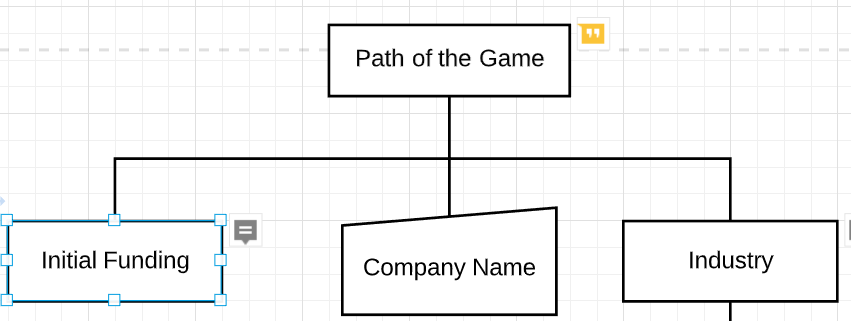 Path of the Game
Initial Funding
Company Name
Industry